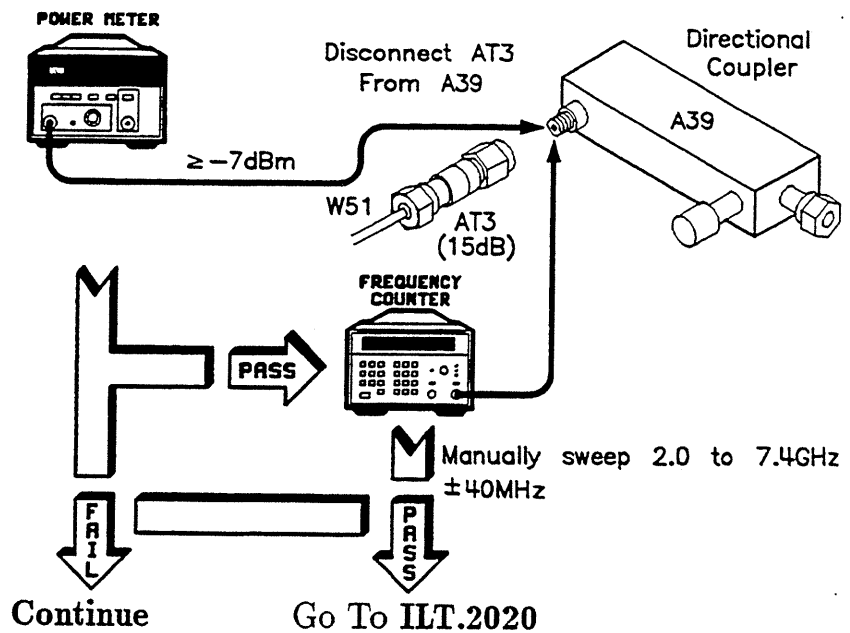 POWER METER
Disconnect AT3
From A39
Directional
Coupler
A39
≥-7dBm
W51
AT3
(15dB)
FREQUENCY
COUNTER
PASS
Manually sweep 2.0 to 7.4GHz
±40MHz
FAIL
PASS
Continue
Go To ILT.2020